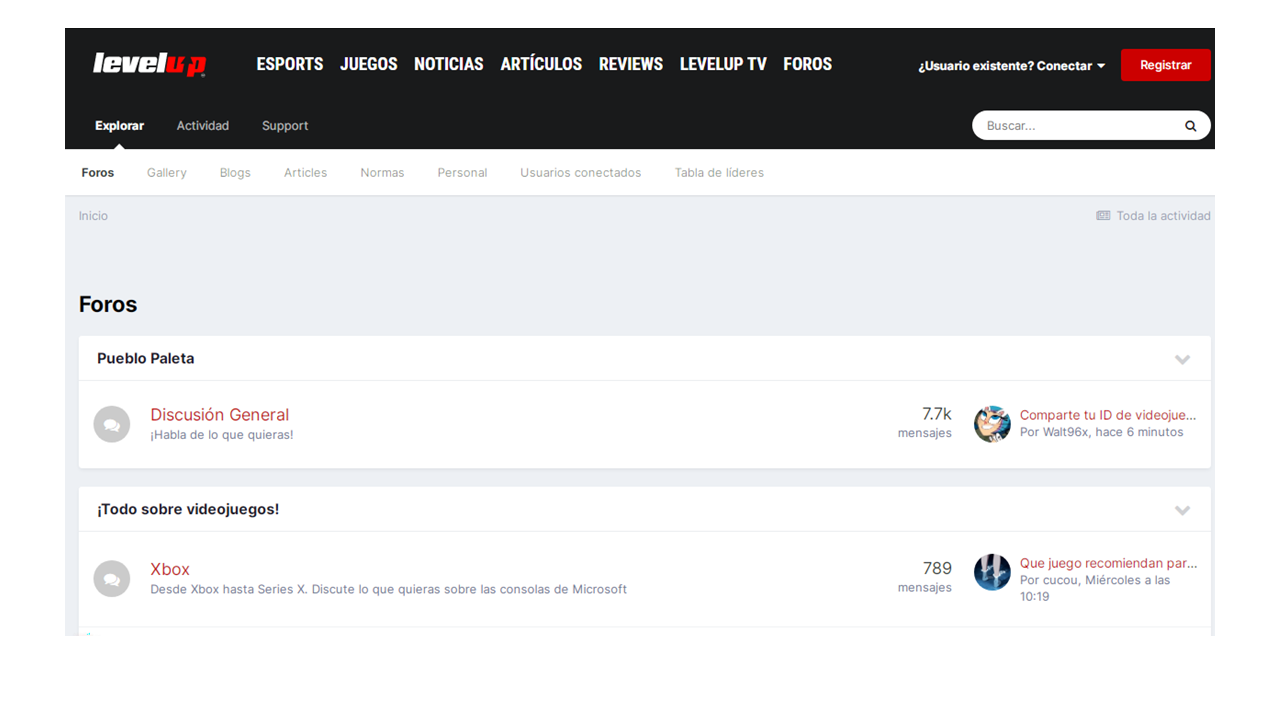 levelup ESPORTS JUEGOS NOTICIAS ARTÍCULOS REVIEWS LEVELUP TV FOROS ¿Usuario existente? Conectar Registrar
Explorar Actividad Support Buscar...
Foros Gallery Blogs Articles Normas Personal Usuarios conectados Tabla de líderes
Inicio Toda la actividad
Foros
Pueblo Paleta
Discusión General
¡Habla de lo que quieras!
7.7k
mensajes
Comparte tu ID de videojue...
Por Walt96x, hace 6 minutos
¡Todo sobre videojuegos!
Xbox
Desde Xbox hasta Series X. Discute lo que quieras sobre las consolas de Microsoft
789
mensajes
Que juego recomiendan par...
Por cucou, Miércoles a las
10:19